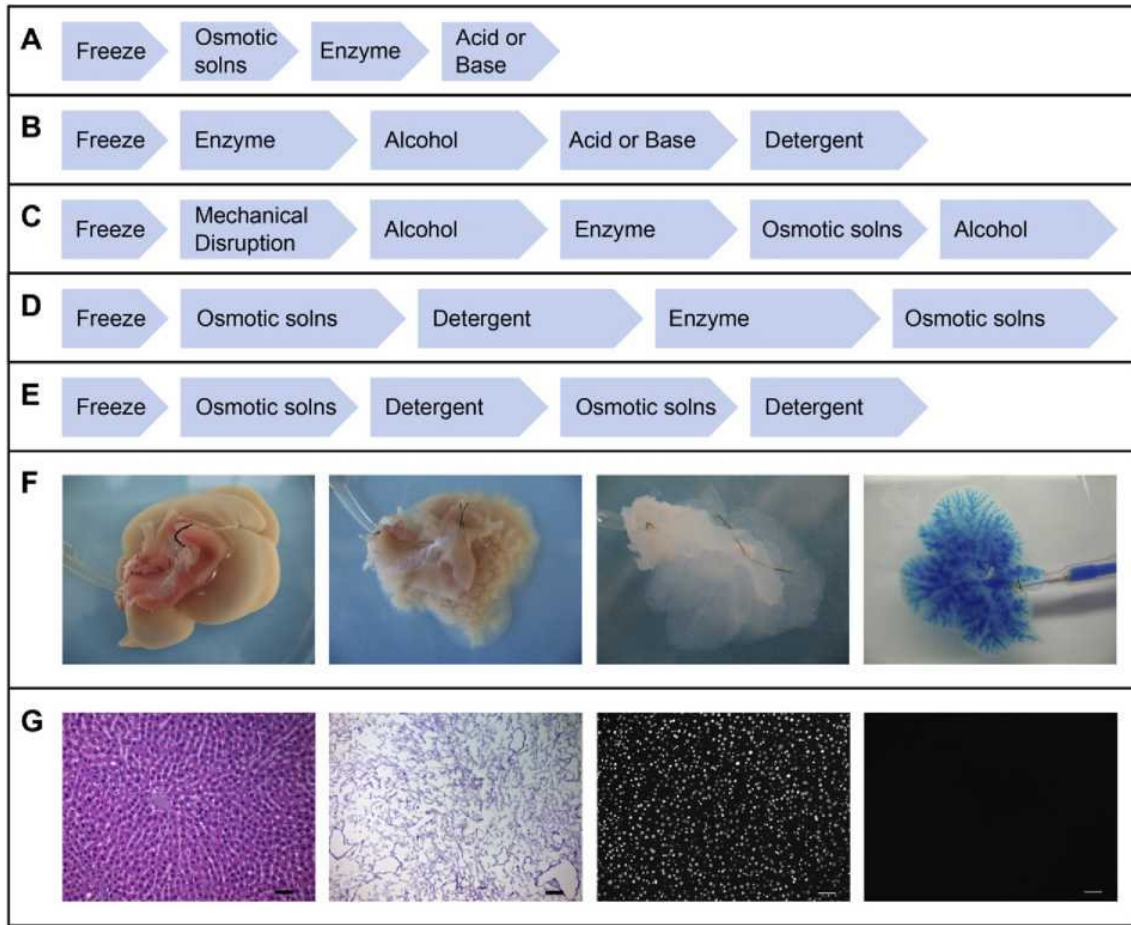 A
Freeze
Osmotic
solns
Enzyme
Acid or
Base
B
Freeze
Enzyme
Alcohol
Acid or Base
Detergent
C
Freeze
Mechanical
Disruption
Alcohol
Enzyme
Osmotic solns
Alcohol
D
Freeze
Osmotic solns
Detergent
Enzyme
Osmotic solns
E
Freeze
Osmotic solns
Detergent
Osmotic solns
Detergent
F
G